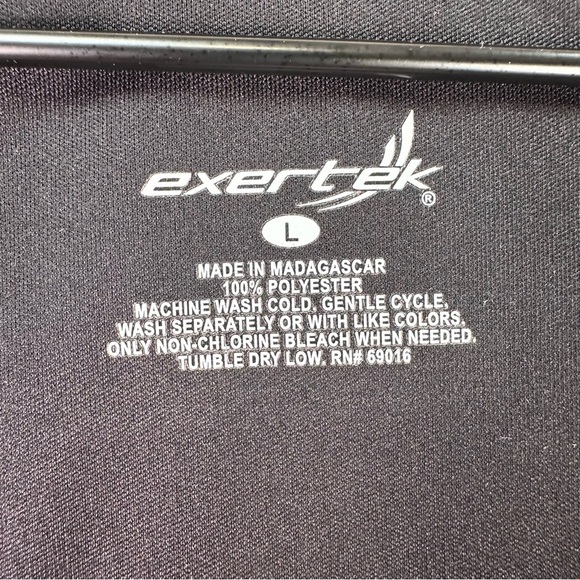 exertek®
L
MADE IN MADAGASCAR
100% POLYESTER
MACHINE WASH COLD, GENTLE CYCLE.
WASH SEPARATELY OR WITH LIKE COLORS.
ONLY NON-CHLORINE BLEACH WHEN NEEDED.
TUMBLE DRY LOW. RN# 69016